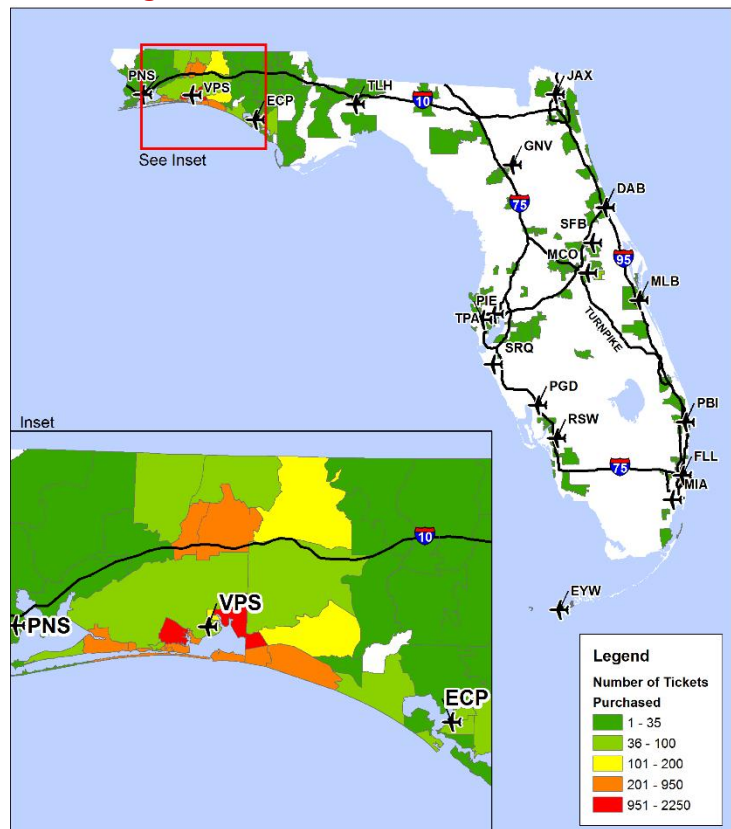 PNS
VPS
ECP
TLH
10
JAX
See Inset
GNV
75
DAB
SFB
MCO
95
MLB
PIE
TPA
TURNPIKE
SRQ
PGD
RSW
PBI
FLL
75
MIA
EYW
Inset
10
VPS
PNS
ECP
Legend
Number of Tickets
Purchased
1 - 35
36 - 100
101 - 200
201 - 950
951 - 2250